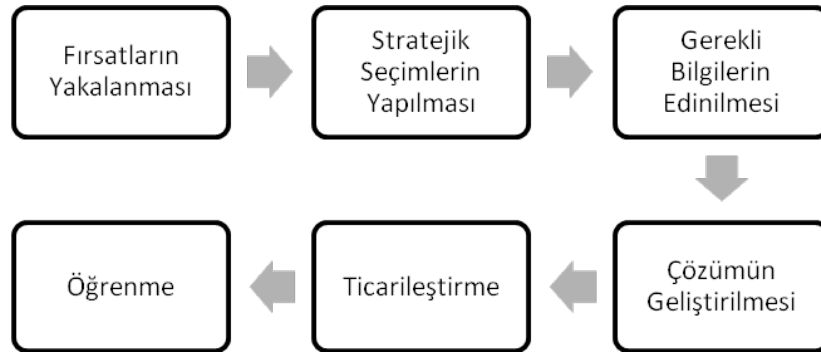 Fırsatların
Yakalanması
Stratejik
Seçimlerin
Yapılması
Gerekli
Bilgilerin
Edinilmesi
Çözümün
Geliştirilmesi
Ticarileştirme
Öğrenme